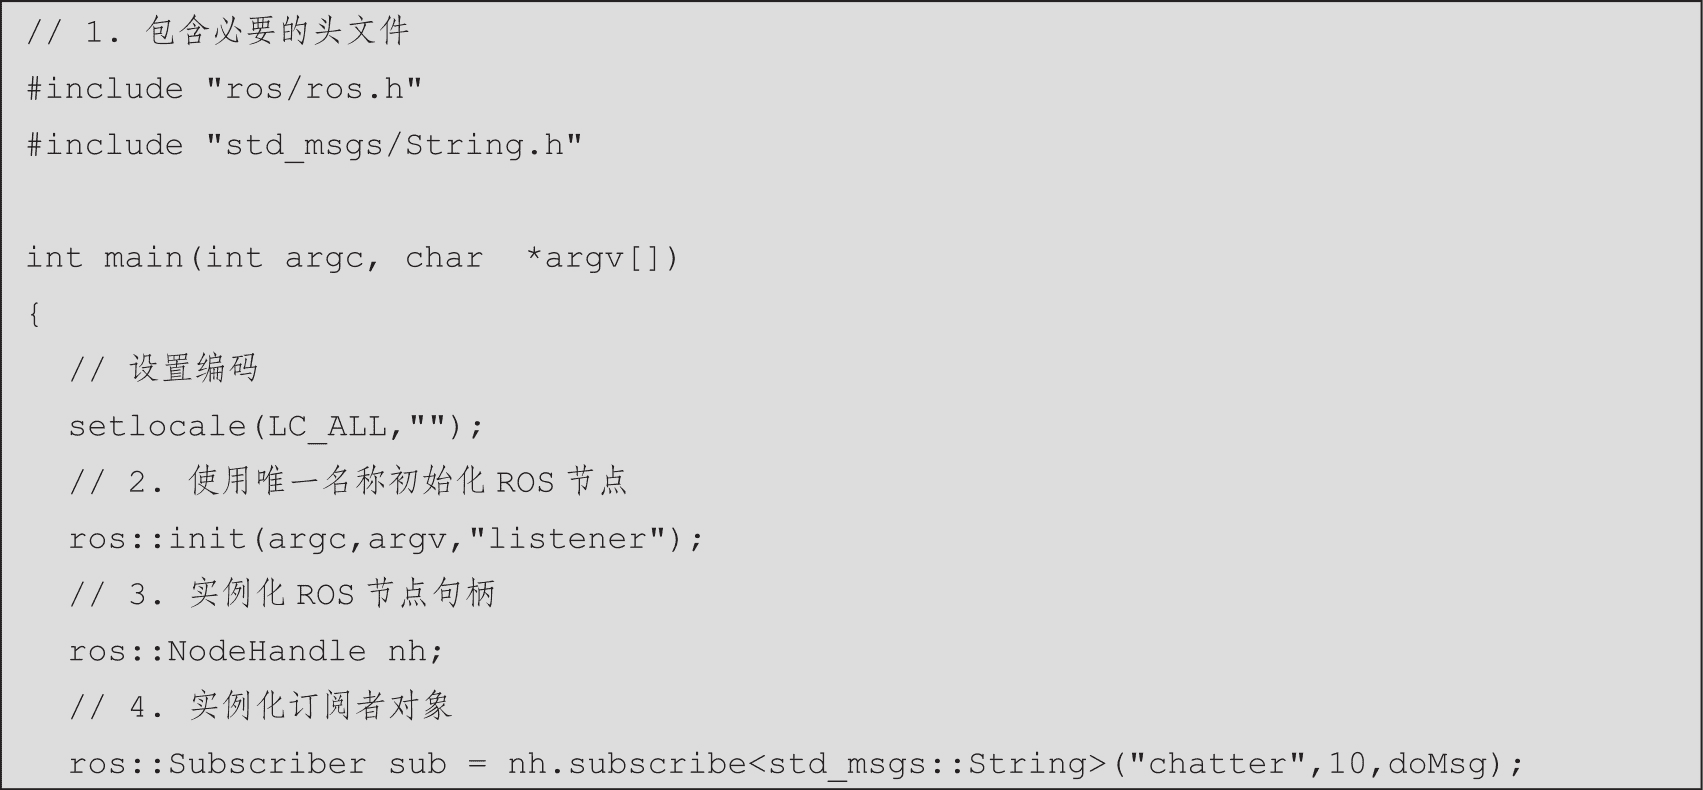 // 1. 包含必要的头文件
#include "ros/ros.h"
#include "std_msgs/String.h"
int main(int argc, char  *argv[])
{
// 设置编码
setlocale(LC_ALL,"");
// 2. 使用唯一名称初始化 ROS 节点
ros::init(argc,argv,"listener");
// 3. 实例化 ROS 节点句柄
ros::NodeHandle nh;
// 4. 实例化订阅者对象
ros::Subscriber sub = nh.subscribe<std_msgs::String>("chatter",10,doMsg);